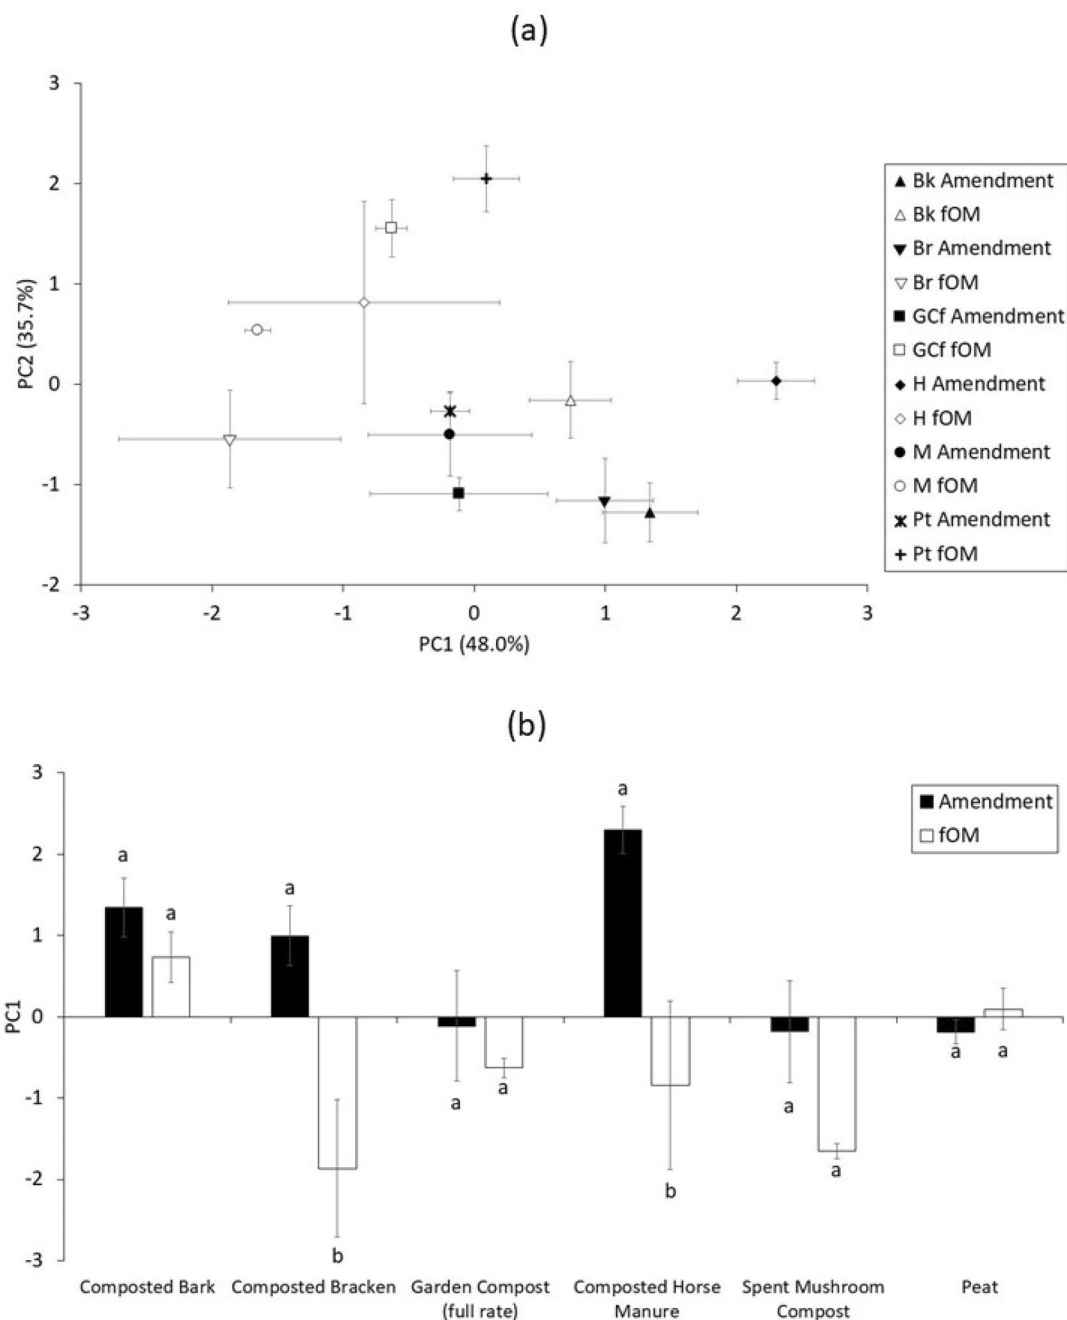 (a)
3
2
1
0
-1
-2
-3
-2
-1
0
1
2
3
PC2 (35.7%)
PC1 (48.0%)
Bk Amendment
Bk fOM
Br Amendment
Br fOM
GCf Amendment
GCf fOM
H Amendment
H fOM
M Amendment
M fOM
Pt Amendment
Pt fOM
(b)
3
2
1
0
-1
-2
-3
PC1
a
a
a
b
a
a
a
b
a
a
a
a
Amendment
fOM
Composted Bark
Composted Bracken
Garden Compost
(full rate)
Composted Horse
Manure
Spent Mushroom
Compost
Peat